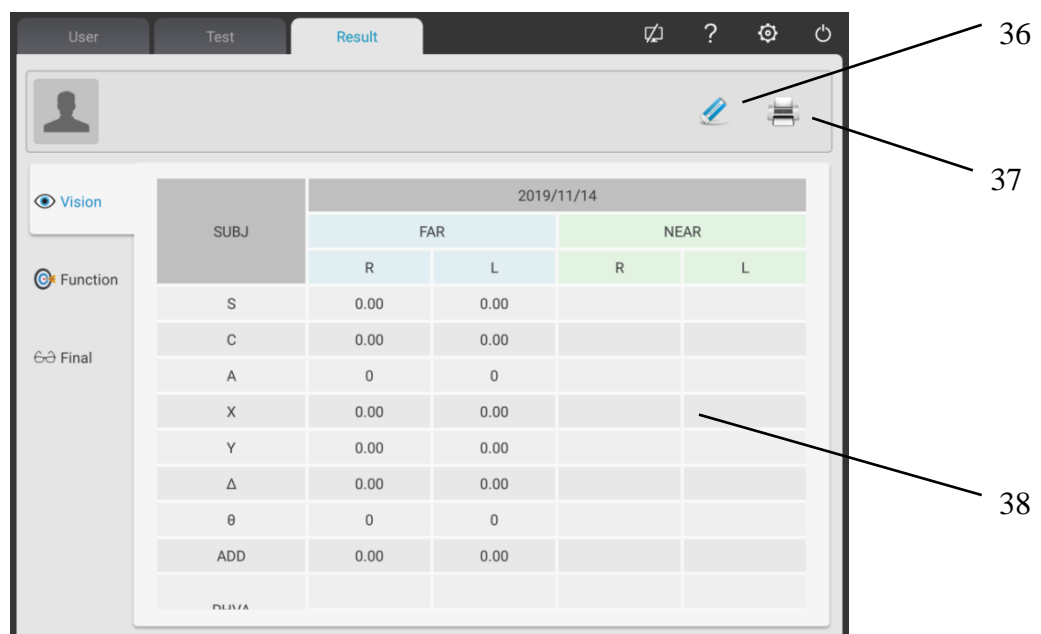 User Test Result ?
36
37
Vision
Function
Final
2019/11/14
SUBJ FAR NEAR
R L R L
S 0.00 0.00
C 0.00 0.00
A 0 0
X 0.00 0.00
Y 0.00 0.00
Δ 0.00 0.00
θ 0 0
ADD 0.00 0.00
38